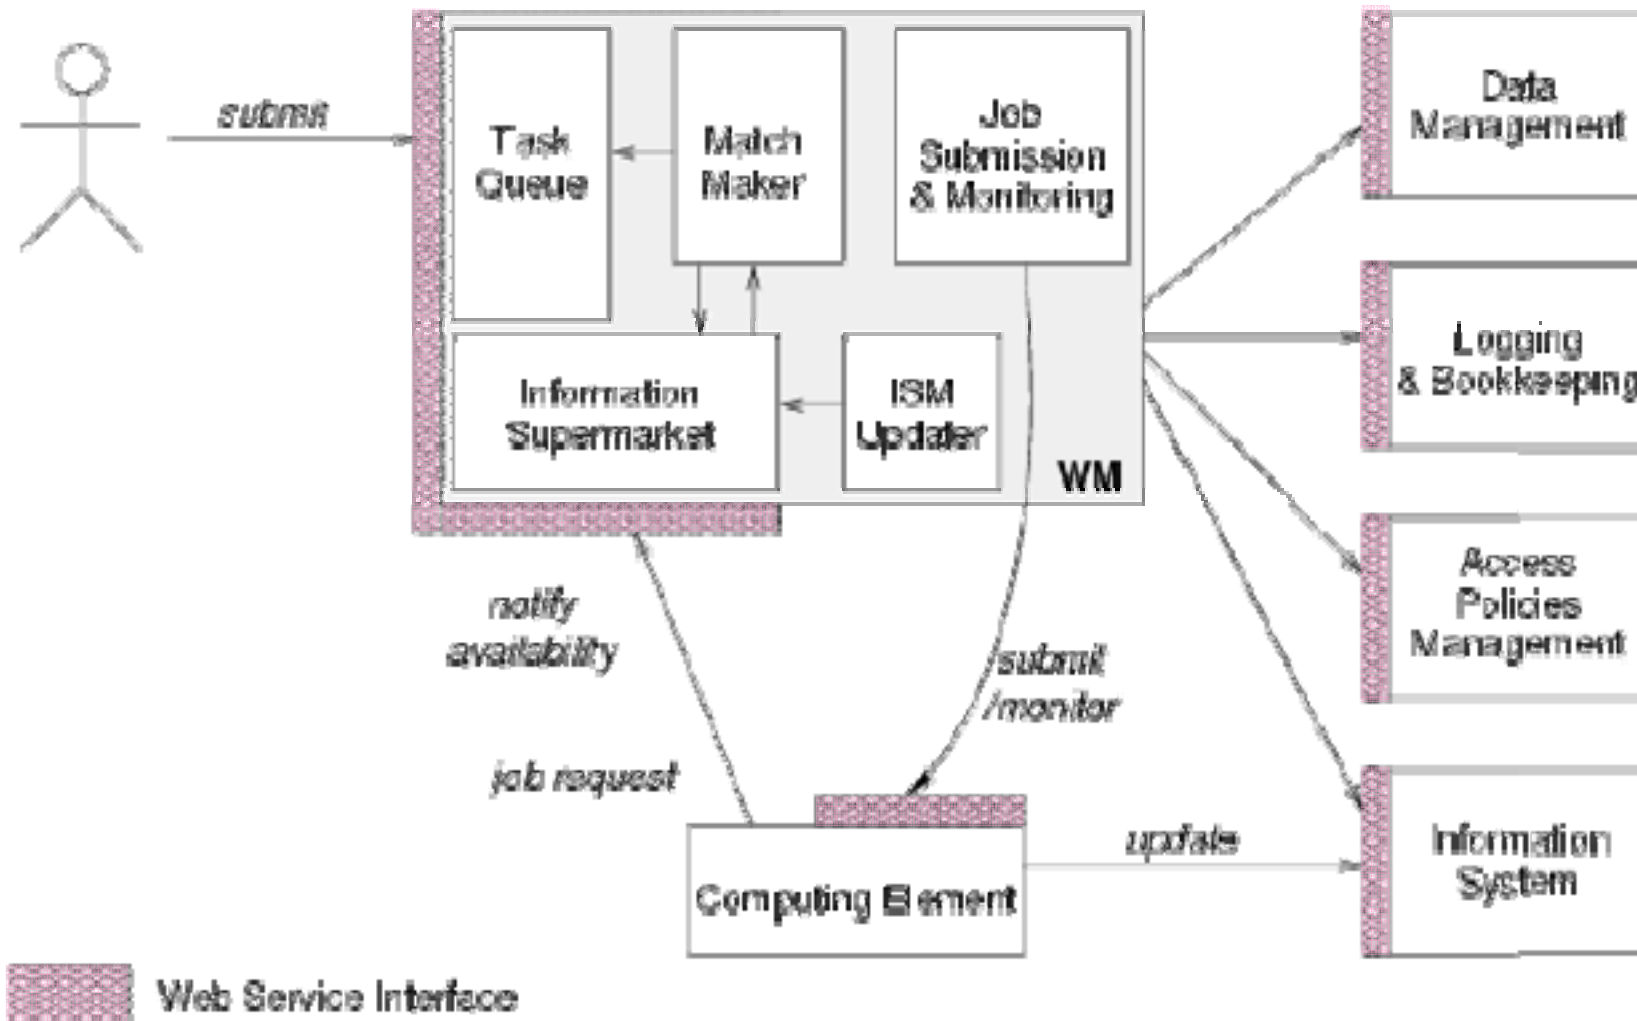 submit
Task
Queue
Match
Maker
Job
Submission
& Monitoring
Information
Supermarket
ISM
Updater
WM
Data
Management
Logging
& Bookkeeping
Access
Policies
Management
Information
System
notify
availability
job request
submit
/monitor
update
Computing Element
Web Service Interface